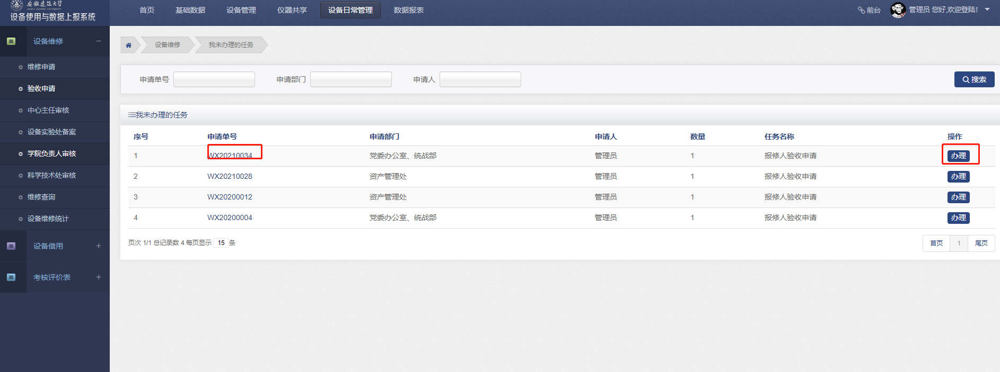 安徽建筑大学
ANHUI JIANZHU UNIVERSITY
设备使用与数据上报系统
首页 基础数据 设备管理 仪器共享 设备日常管理 数据报表
前台 管理员 您好,欢迎登陆!
设备维修
维修申请
验收申请
中心主任审核
设备实验处备案
学院负责人审核
科学技术处审核
维修查询
设备维修统计
设备借用
考核评价表
设备维修 我未办理的任务
申请单号 申请部门 申请人 搜索
我未办理的任务
序号 申请单号 申请部门 申请人 数量 任务名称 操作
1 WX20210034 党委办公室、统战部 管理员 1 报修人验收申请 办理
2 WX20210028 资产管理处 管理员 1 报修人验收申请 办理
3 WX20200012 资产管理处 管理员 1 报修人验收申请 办理
4 WX20200004 党委办公室、统战部 管理员 1 报修人验收申请 办理
页次 1/1 总记录数 4 每页显示 15 条
首页 1 尾页